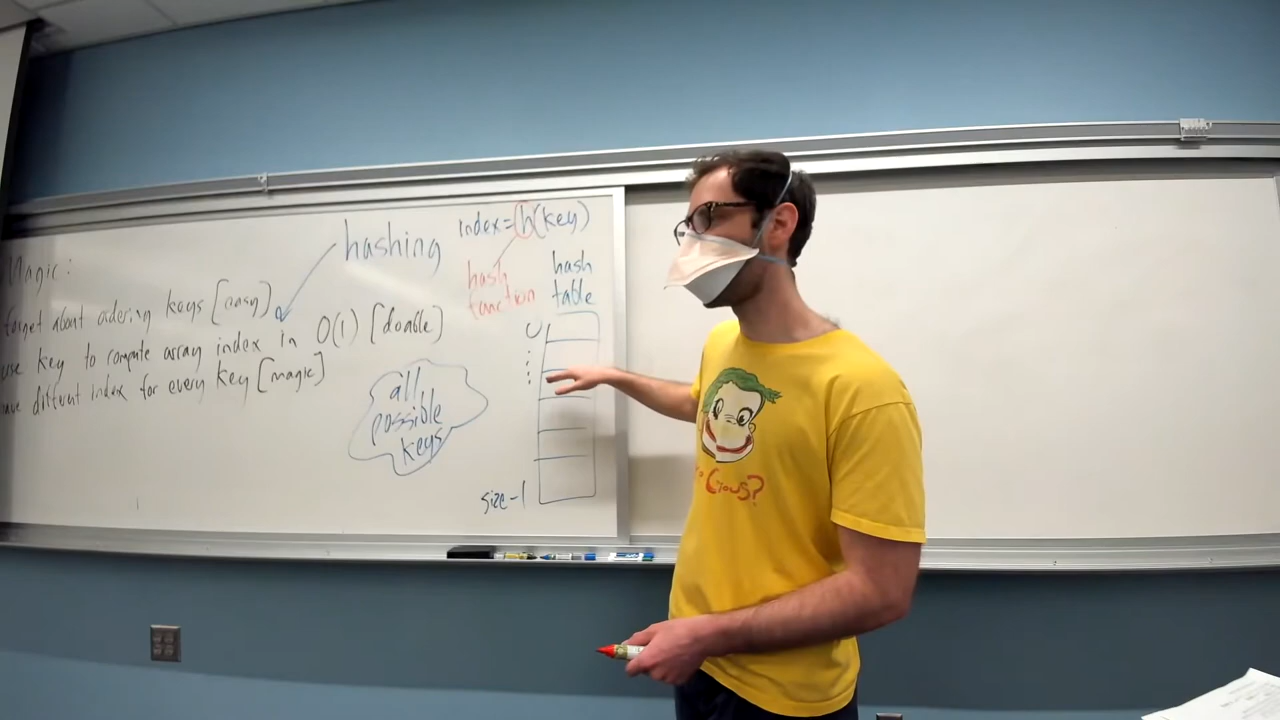 Magic:
forget about ordering keys [easy]
use key to compute array index in O(1) [doable]
have different index for every key [magic]
hashing
index=h(key)
hash
function
hash
table
0
size-1
all
possible
keys